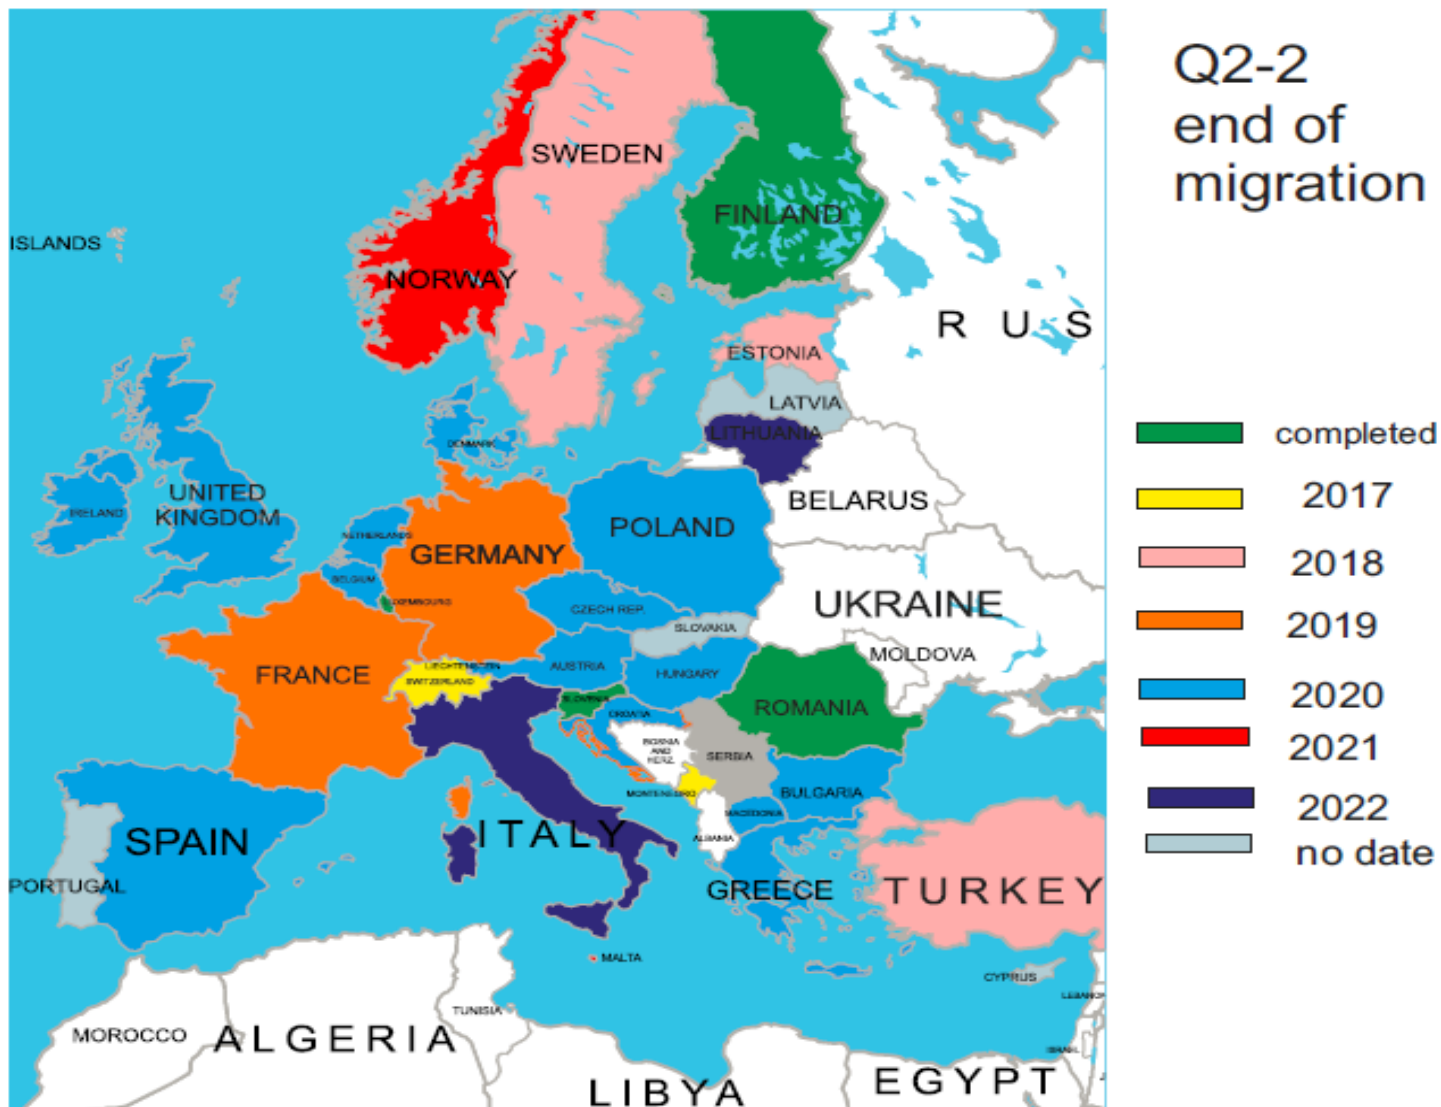 Q2-2
end of
migration
SWEDEN
FINLAND
ISLANDS
NORWAY
R U S
ESTONIA
LATVIA
LITHUANIA
DENMARK
BELARUS
UNITED
KINGDOM
IRELAND
NETHERLANDS
POLAND
GERMANY
BELGIUM
LUXEMBOURG
CZECH REP.
UKRAINE
SLOVAKIA
MOLDOVA
FRANCE
LIECHTENSTEIN
SWITZERLAND
AUSTRIA
HUNGARY
SLOVENIA
CROATIA
ROMANIA
BOSNIA
AND
HERZ.
SERBIA
MONTENEGRO
BULGARIA
MACEDONIA
ALBANIA
ITALY
SPAIN
PORTUGAL
GREECE
TURKEY
MALTA
CYPRUS
LEBANON
TUNISIA
MOROCCO
ALGERIA
ISRAEL
LIBYA
EGYPT
completed
2017
2018
2019
2020
2021
2022
no date